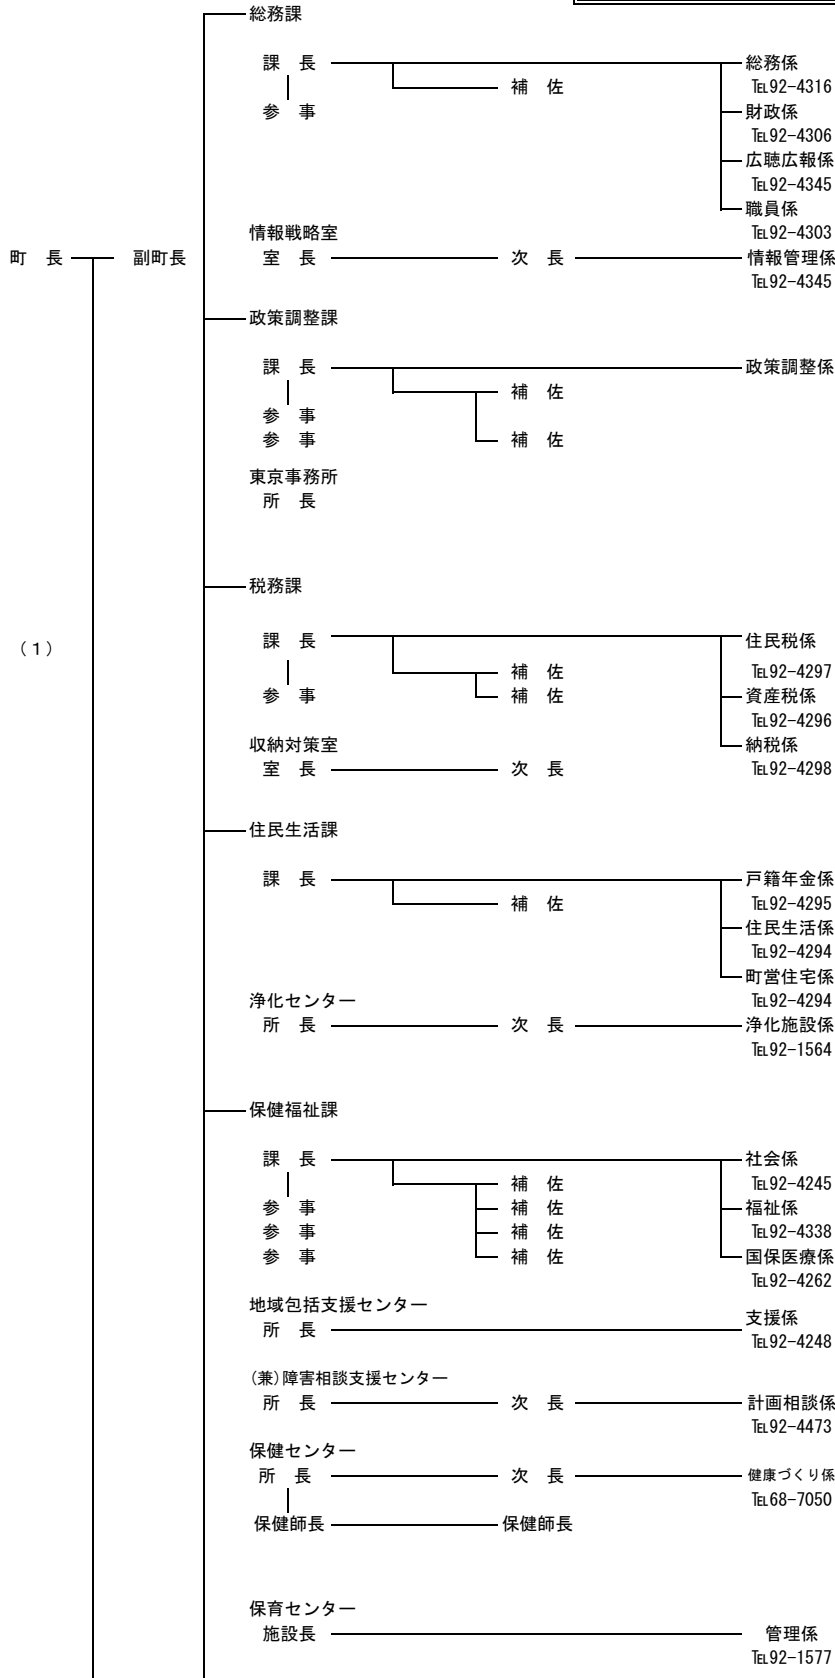 総務課
課　長　補　佐　総務係
℡92-4316
参　事　財政係
℡92-4306
広聴広報係
℡92-4345
職員係
情報戦略室　℡92-4303
町　長　副町長　室　長　次　長　情報管理係
℡92-4345
政策調整課
課　長　政策調整係
補　佐
参　事
参　事　補　佐
東京事務所
所　長
税務課
（1）
課　長　住民税係
補　佐　℡92-4297
参　事　補　佐　資産税係
℡92-4296
収納対策室　納税係
室　長　次　長　℡92-4298
住民生活課
課　長　戸籍年金係
補　佐　℡92-4295
住民生活係
℡92-4294
町営住宅係
浄化センター　℡92-4294
所　長　次　長　浄化施設係
℡92-1564
保健福祉課
課　長　社会係
補　佐　℡92-4245
参　事　補　佐　福祉係
参　事　補　佐　℡92-4338
参　事　補　佐　国保医療係
℡92-4262
地域包括支援センター
所　長　支援係
℡92-4248
(兼)障害相談支援センター
所　長　次　長　計画相談係
℡92-4473
保健センター
所　長　次　長　健康づくり係
℡68-7050
保健師長　保健師長
保育センター
施設長　管理係
℡92-1577